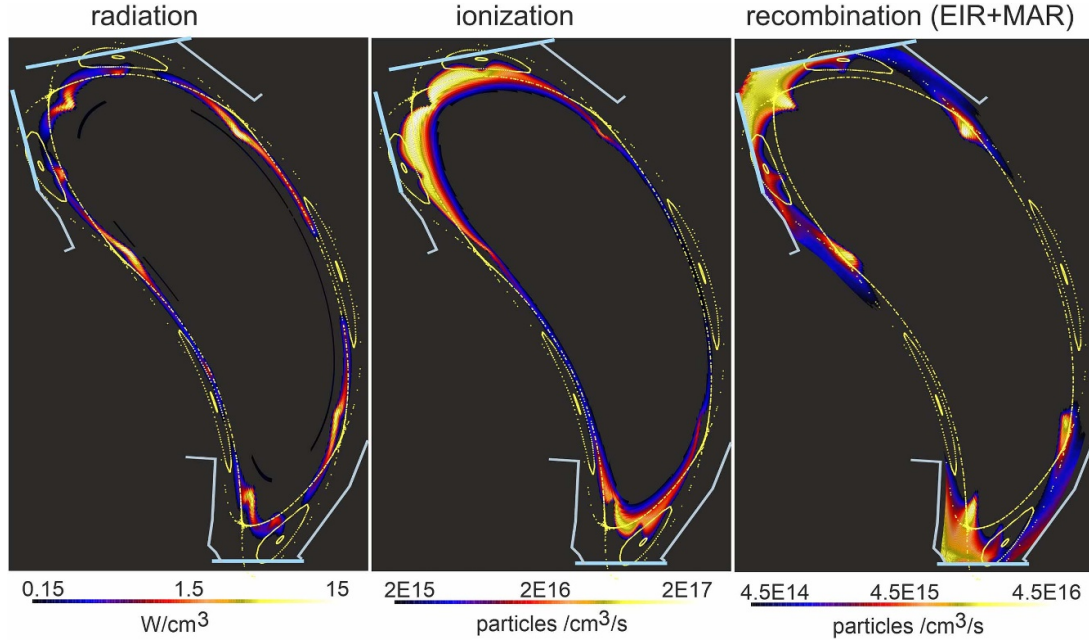 radiation
ionization
recombination (EIR+MAR)
0.15 1.5 15
W/cm³
2E15 2E16 2E17
particles /cm³/s
4.5E14 4.5E15 4.5E16
particles /cm³/s